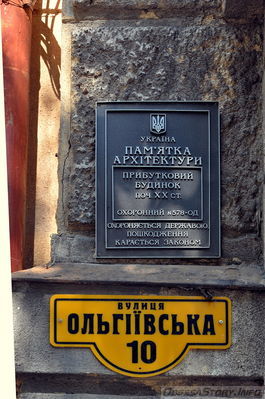 УКРАЇНА
ПАМ'ЯТКА
АРХІТЕКТУРИ
ПРИБУТКОВИЙ
БУДИНОК
ПОЧ. XX СТ.
ОХОРОННИЙ №578-ОД
ОХОРОНЯЄТЬСЯ ДЕРЖАВОЮ,
ПОШКОДЖЕННЯ
КАРАЄТЬСЯ ЗАКОНОМ
ВУЛИЦЯ
ОЛЬГІЇВСЬКА
10
OdessaStory.Info